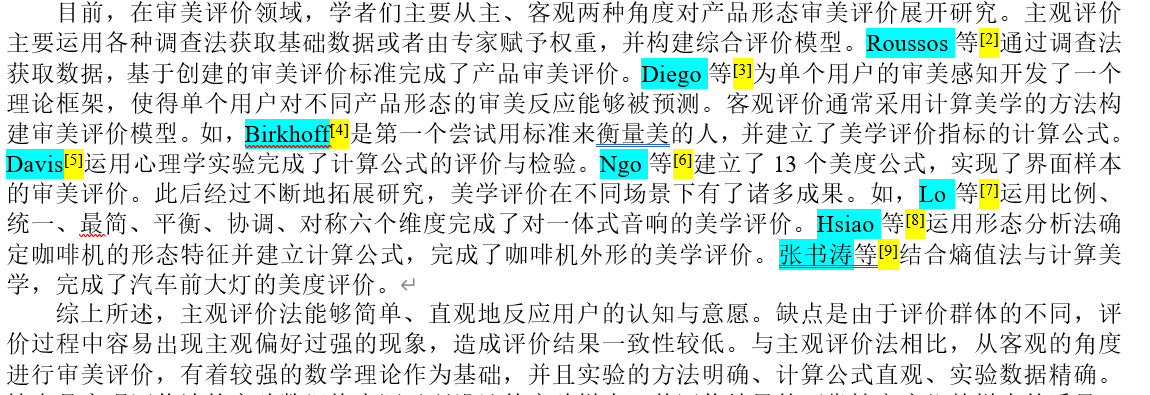 目前，在审美评价领域，学者们主要从主、客观两种角度对产品形态审美评价展开研究。主观评价
主要运用各种调查法获取基础数据或者由专家赋予权重，并构建综合评价模型。Roussos 等[2]通过调查法
获取数据，基于创建的审美评价标准完成了产品审美评价。Diego 等[3]为单个用户的审美感知开发了一个
理论框架，使得单个用户对不同产品形态的审美反应能够被预测。客观评价通常采用计算美学的方法构
建审美评价模型。如，Birkhoff[4]是第一个尝试用标准来衡量美的人，并建立了美学评价指标的计算公式。
Davis[5]运用心理学实验完成了计算公式的评价与检验。Ngo 等[6]建立了 13 个美度公式，实现了界面样本
的审美评价。此后经过不断地拓展研究，美学评价在不同场景下有了诸多成果。如，Lo 等[7]运用比例、
统一、最简、平衡、协调、对称六个维度完成了对一体式音响的美学评价。Hsiao 等[8]运用形态分析法确
定咖啡机的形态特征并建立计算公式，完成了咖啡机外形的美学评价。张书涛等[9]结合熵值法与计算美
学，完成了汽车前大灯的美度评价。
综上所述，主观评价法能够简单、直观地反应用户的认知与意愿。缺点是由于评价群体的不同，评
价过程中容易出现主观偏好过强的现象，造成评价结果一致性较低。与主观评价法相比，从客观的角度
进行审美评价，有着较强的数学理论作为基础，并且实验的方法明确、计算公式直观、实验数据精确。